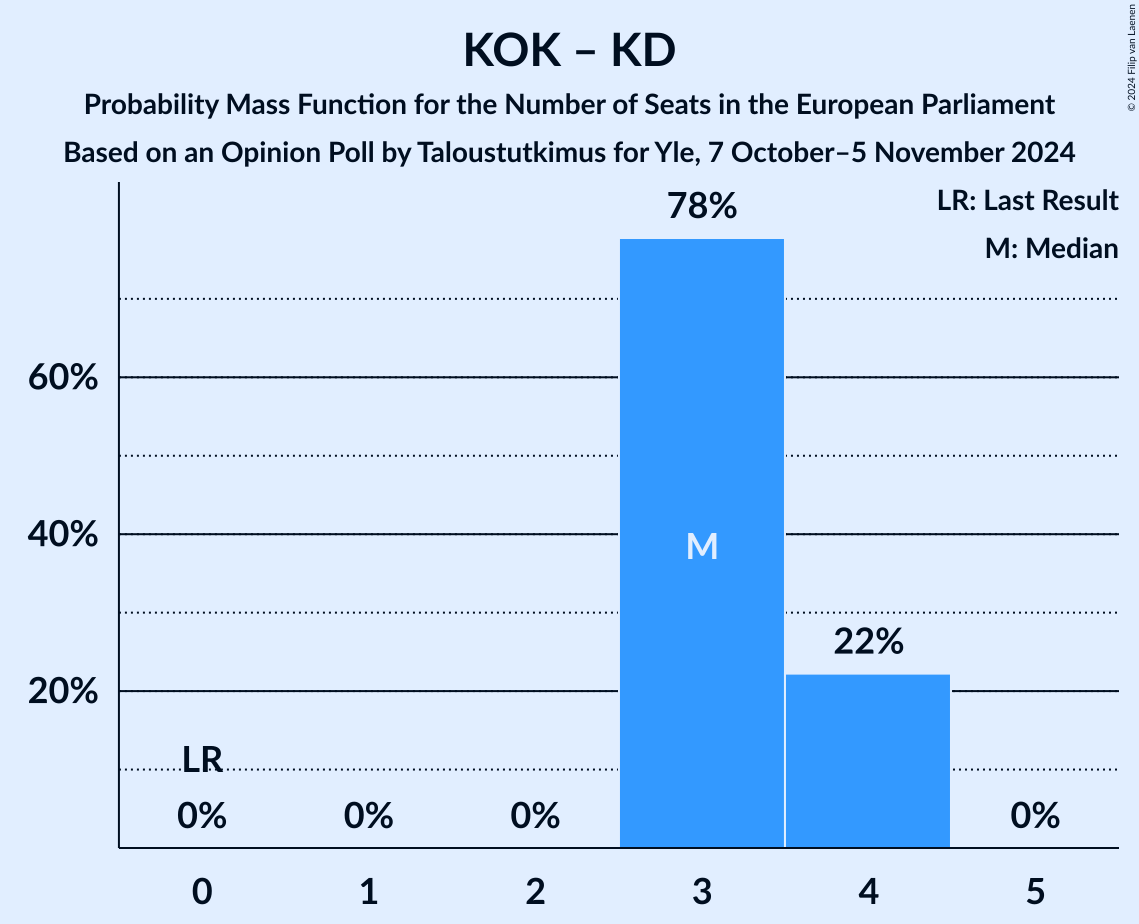 KOK – KD
Probability Mass Function for the Number of Seats in the European Parliament
Based on an Opinion Poll by Taloustutkimus for Yle, 7 October–5 November 2024
© 2024 Filip van Laenen
LR: Last Result
M: Median
78%
60%
40%
M
22%
20%
LR
0% 0% 0% 0%
0 1 2 3 4 5